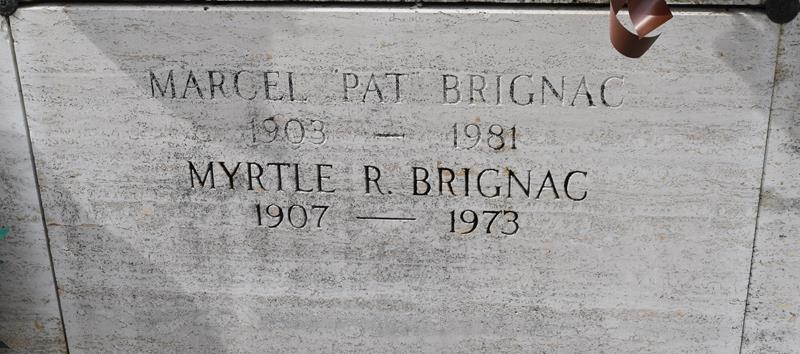 MARCEL "PAT" BRIGNAC
1903 — 1981
MYRTLE R. BRIGNAC
1907 — 1973